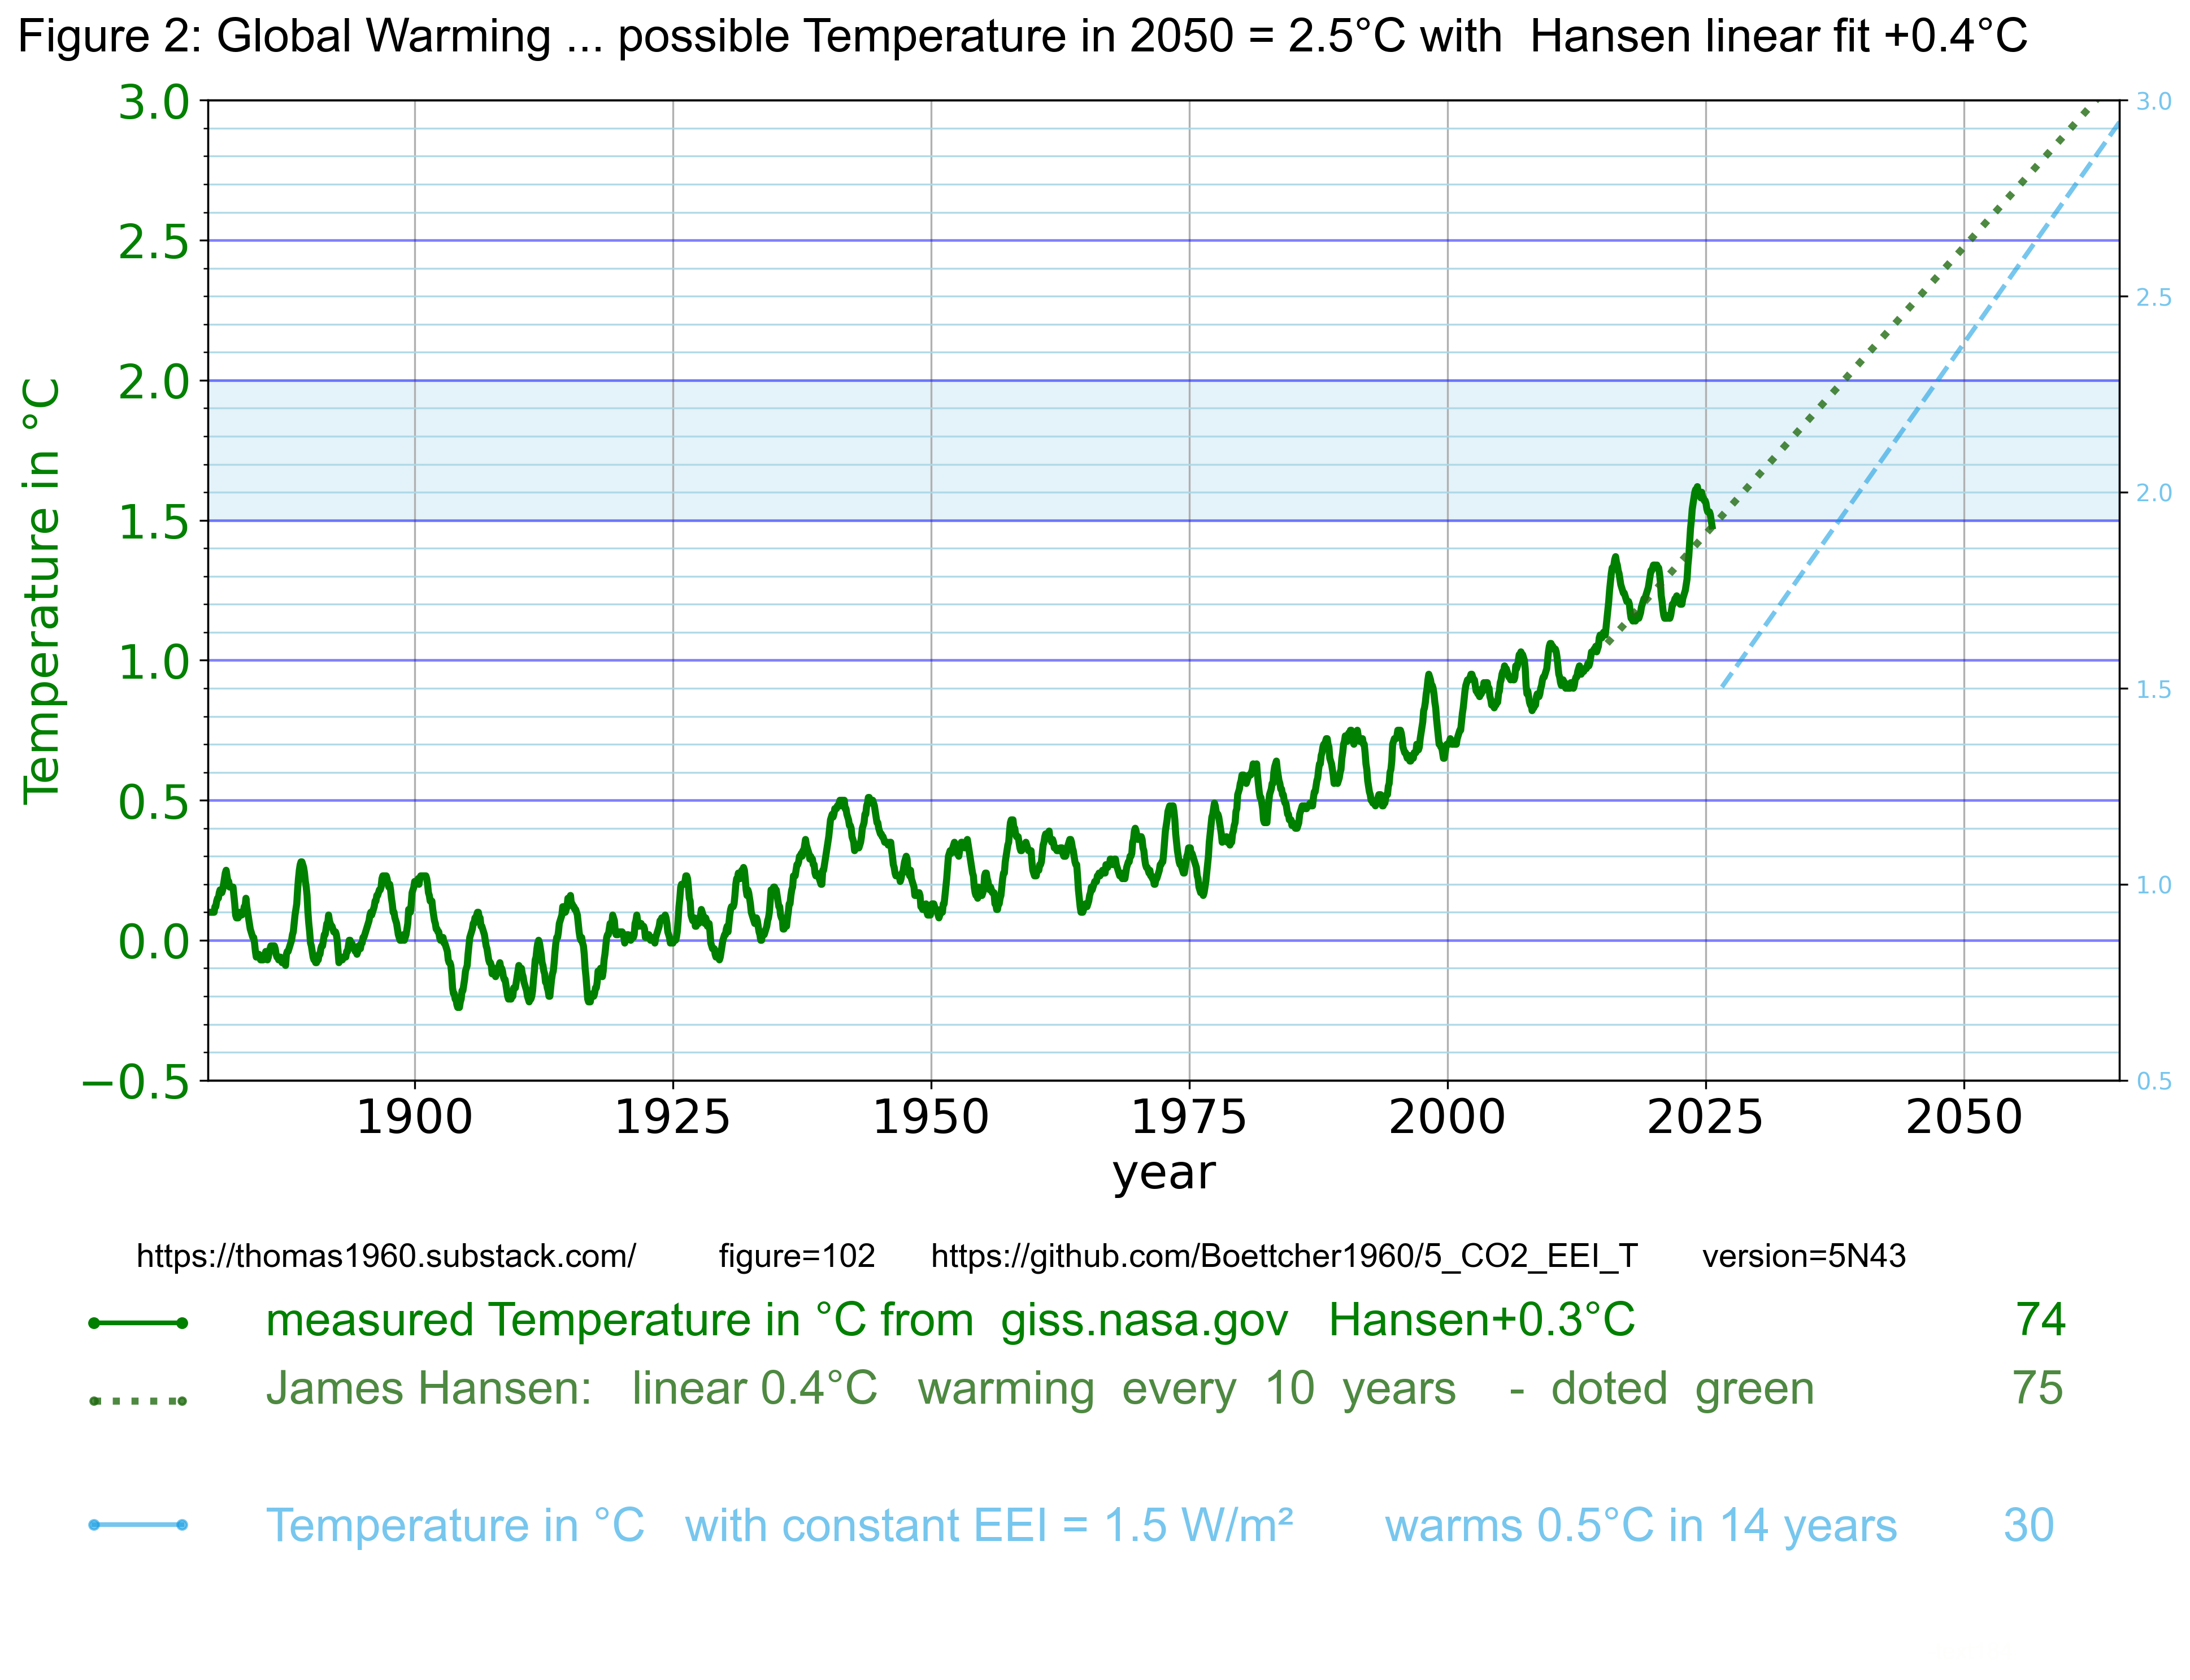 Figure 2: Global Warming ... possible Temperature in 2050 = 2.5°C with  Hansen linear fit +0.4°C
3.0
2.5
2.0
1.5
1.0
0.5
0.0
−0.5
Temperature in °C
3.0
2.5
2.0
1.5
1.0
0.5
1900 1925 1950 1975 2000 2025 2050
year
https://thomas1960.substack.com/ figure=102 https://github.com/Boettcher1960/5_CO2_EEI_T version=5N43
measured Temperature in °C from giss.nasa.gov Hansen+0.3°C 74
James Hansen: linear 0.4°C warming every 10 years - doted green 75
Temperature in °C with constant EEI = 1.5 W/m² warms 0.5°C in 14 years 30